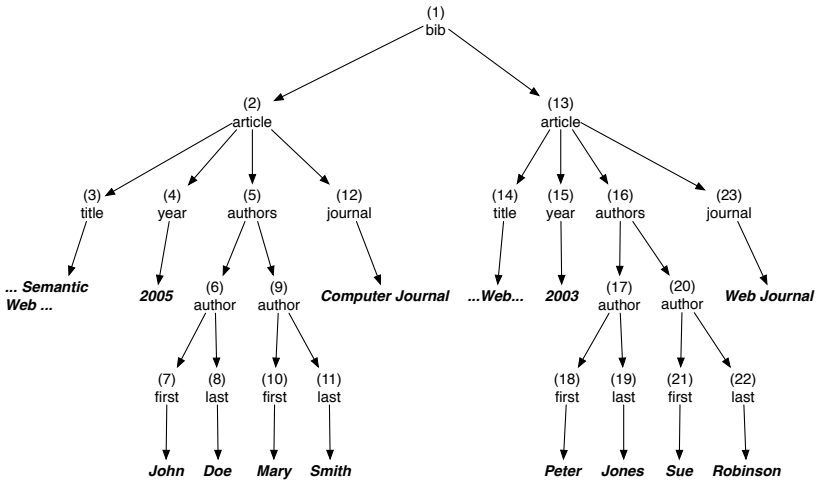 (1)
bib
(2)
article
(13)
article
(3)
title
(4)
year
(5)
authors
(12)
journal
(14)
title
(15)
year
(16)
authors
(23)
journal
... Semantic
Web ...
2005
(6)
author
(9)
author
Computer Journal
...Web...
2003
(17)
author
(20)
author
Web Journal
(7)
first
(8)
last
(10)
first
(11)
last
(18)
first
(19)
last
(21)
first
(22)
last
John
Doe
Mary
Smith
Peter
Jones
Sue
Robinson